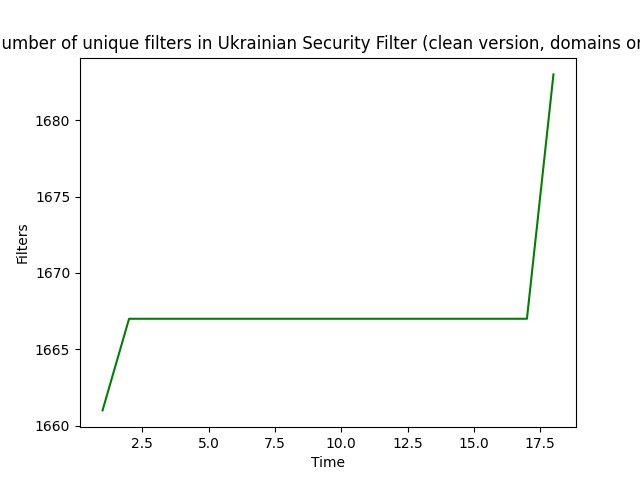 umber of unique filters in Ukrainian Security Filter (clean version, domains or
1680
1675
1670
1665
1660
Filters
2.5 5.0 7.5 10.0 12.5 15.0 17.5
Time